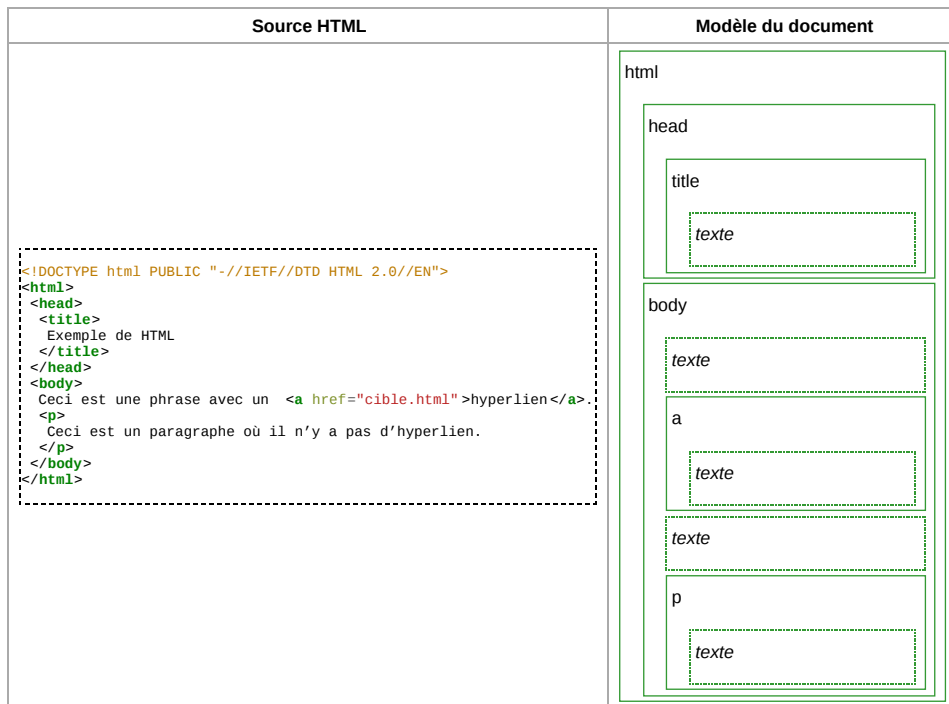 Source HTML
Modèle du document
<!DOCTYPE html PUBLIC "-//IETF//DTD HTML 2.0//EN">
<html>
<head>
<title>
Exemple de HTML
</title>
</head>
<body>
Ceci est une phrase avec un  <a href="cible.html">hyperlien</a>.
<p>
Ceci est un paragraphe où il n’y a pas d’hyperlien.
</p>
</body>
</html>
html
head
title
texte
body
texte
a
texte
texte
p
texte